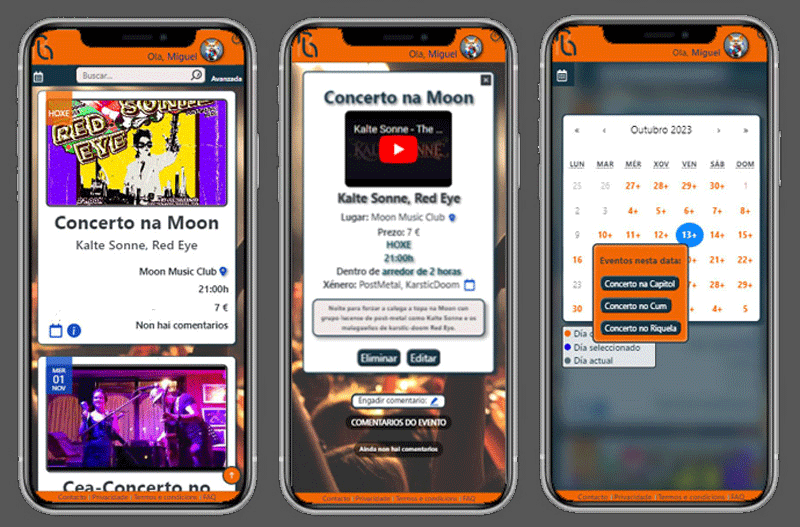 Ola, Miguel
Buscar...
Avanzada
HOXE
RED EYE
Concerto na Moon
Kalte Sonne, Red Eye
Moon Music Club
21:00h
7 €
Non hai comentarios
MER
01
NOV
Cea-Concerto no
Contacto Privacidade Termos e condicions FAQ
Ola, Miguel
Concerto na Moon
Kalte Sonne - The ...
Kalte Sonne, Red Eye
Lugar: Moon Music Club
Prezo: 7 €
HOXE
21:00h
Dentro de arredor de 2 horas
Xénero: PostMetal, KarsticDoom
Noite para forzar a calega a topo na Moon con
grupo lucense de post-metal como Kalte Sonne e os
malagueños de karstic-doom Red Eye.
Eliminar Editar
Engadir comentario:
COMENTARIOS DO EVENTO
Ainda non hai comentarios
Contacto Privacidade Termos e condicions FAQ
Ola, Miguel
« ‹ Outubro 2023 › »
LUN MAR MÉR XOV VEN SÁB DOM
25 26 27+ 28+ 29+ 30+ 1
2 3 4+ 5+ 6+ 7+ 8+
9 10+ 11+ 12+ 13+ 14+ 15+
16 21+ 22+
23 28+ 29+
30 4+ 5
Eventos nesta data:
Concerto na Capitol
Concerto no Cum
Concerto no Riquela
Día
Día seleccionado
Día actual
Contacto Privacidade Termos e condicions FAQ